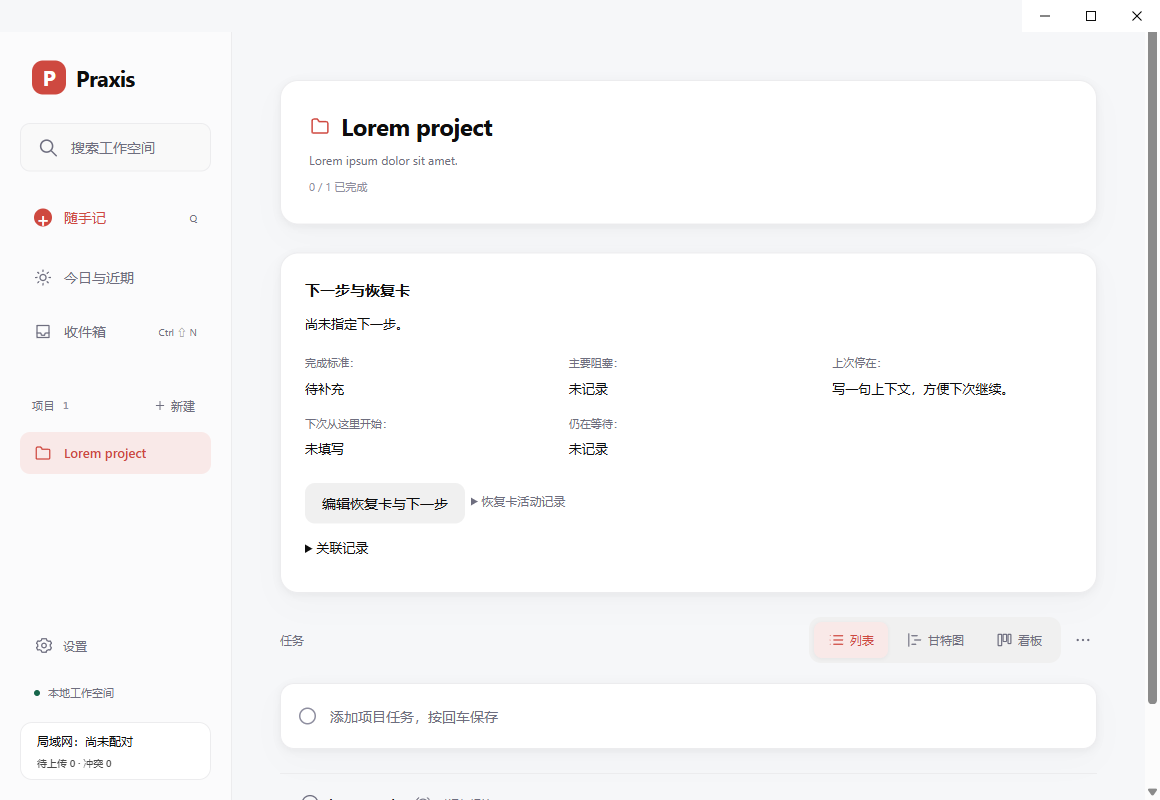 P Praxis
搜索工作空间
随手记 Q
今日与近期
收件箱 Ctrl ⇧ N
项目 1 + 新建
Lorem project
设置
本地工作空间
局域网：尚未配对
待上传 0 · 冲突 0
Lorem project
Lorem ipsum dolor sit amet.
0 / 1 已完成
下一步与恢复卡
尚未指定下一步。
完成标准：
待补充
主要阻塞：
未记录
上次停在：
写一句上下文，方便下次继续。
下次从这里开始：
未填写
仍在等待：
未记录
编辑恢复卡与下一步
恢复卡活动记录
关联记录
任务
列表
甘特图
看板
添加项目任务，按回车保存